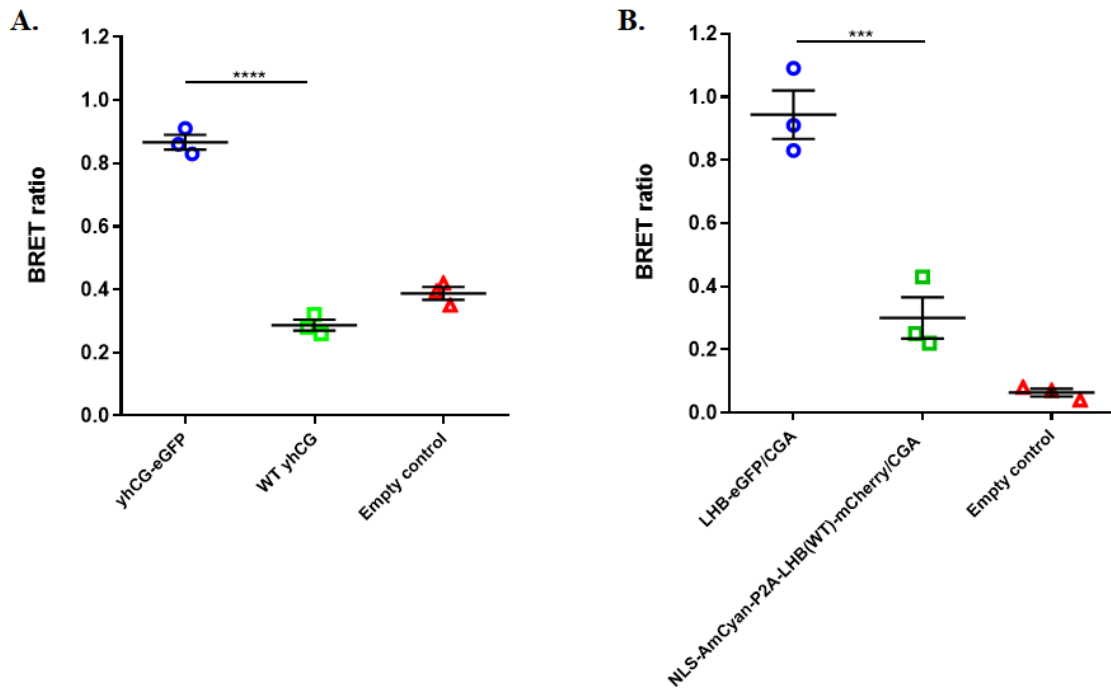 A.
1.2
1.0
0.8
0.6
0.4
0.2
0.0
BRET ratio
****
yhCG-eGFP
WT yhCG
Empty control
B.
1.2
1.0
0.8
0.6
0.4
0.2
0.0
BRET ratio
***
LHB-eGFP/CGA
NLS-AmCyan-P2A-LHB(WT)-mCherry/CGA
Empty control